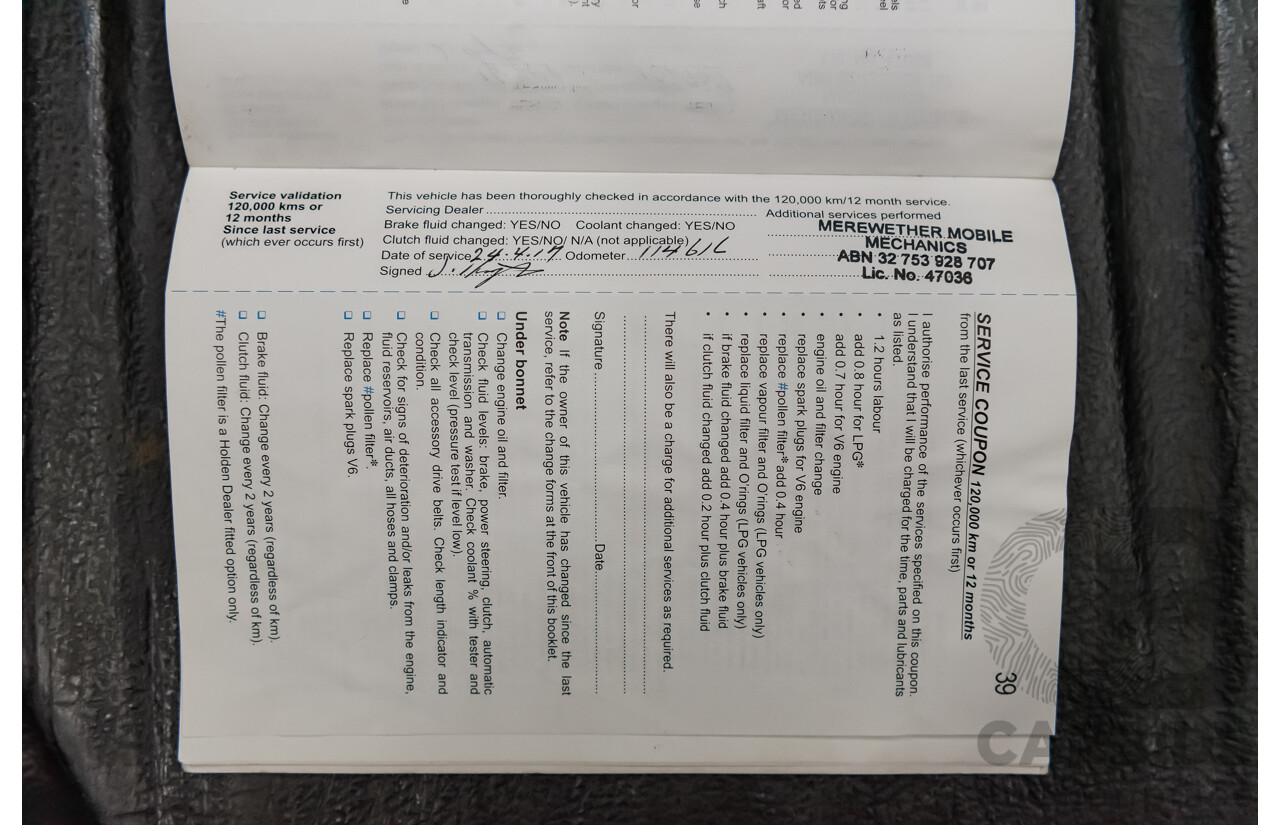 Service validation
120,000 kms or
12 months
Since last service
(which ever occurs first)
This vehicle has been thoroughly checked in accordance with the 120,000 km/12 month service.
Servicing Dealer
Additional services performed
Brake fluid changed: YES/NO Coolant changed: YES/NO
Clutch fluid changed: YES/NO/ N/A (not applicable)
Date of service Odometer
Signed
MEREWETHER MOBILE
MECHANICS
ABN 32 753 928 707
Lic. No. 47036
39
SERVICE COUPON 120,000 km or 12 months
from the last service (whichever occurs first)
I authorise performance of the services specified on this coupon.
I understand that I will be charged for the time, parts and lubricants
as listed.
• 1.2 hours labour
• add 0.8 hour for LPG*
• add 0.7 hour for V6 engine
• engine oil and filter change
• replace spark plugs for V6 engine
• replace #pollen filter* add 0.4 hour
• replace vapour filter and O'rings (LPG vehicles only)
• replace liquid filter and O'rings (LPG vehicles only)
• if brake fluid changed add 0.4 hour plus brake fluid
• if clutch fluid changed add 0.2 hour plus clutch fluid
There will also be a charge for additional services as required.
Signature Date
Note If the owner of this vehicle has changed since the last
service, refer to the change forms at the front of this booklet.
Under bonnet
❑ Change engine oil and filter.
❑ Check fluid levels: brake, power steering, clutch, automatic
transmission and washer. Check coolant % with tester and
check level (pressure test if level low).
❑ Check all accessory drive belts. Check length indicator and
condition.
❑ Check for signs of deterioration and/or leaks from the engine,
fluid reservoirs, air ducts, all hoses and clamps.
❑ Replace #pollen filter*.
❑ Replace spark plugs V6.
❑ Brake fluid: Change every 2 years (regardless of km).
❑ Clutch fluid: Change every 2 years (regardless of km).
#The pollen filter is a Holden Dealer fitted option only.